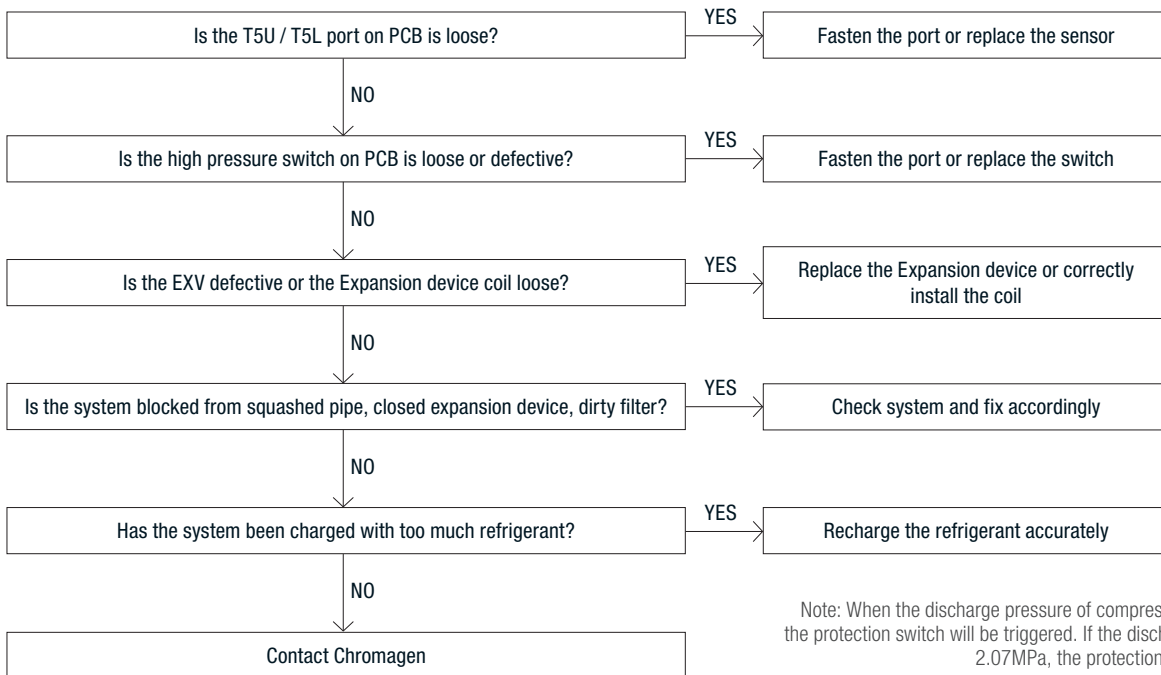 Is the T5U / T5L port on PCB is loose?
YES
Fasten the port or replace the sensor
NO
Is the high pressure switch on PCB is loose or defective?
YES
Fasten the port or replace the switch
NO
Is the EXV defective or the Expansion device coil loose?
YES
Replace the Expansion device or correctly
install the coil
NO
Is the system blocked from squashed pipe, closed expansion device, dirty filter?
YES
Check system and fix accordingly
NO
Has the system been charged with too much refrigerant?
YES
Recharge the refrigerant accurately
NO
Contact Chromagen
Note: When the discharge pressure of
the protection switch will be triggered. If the
2.07MPa, the protection